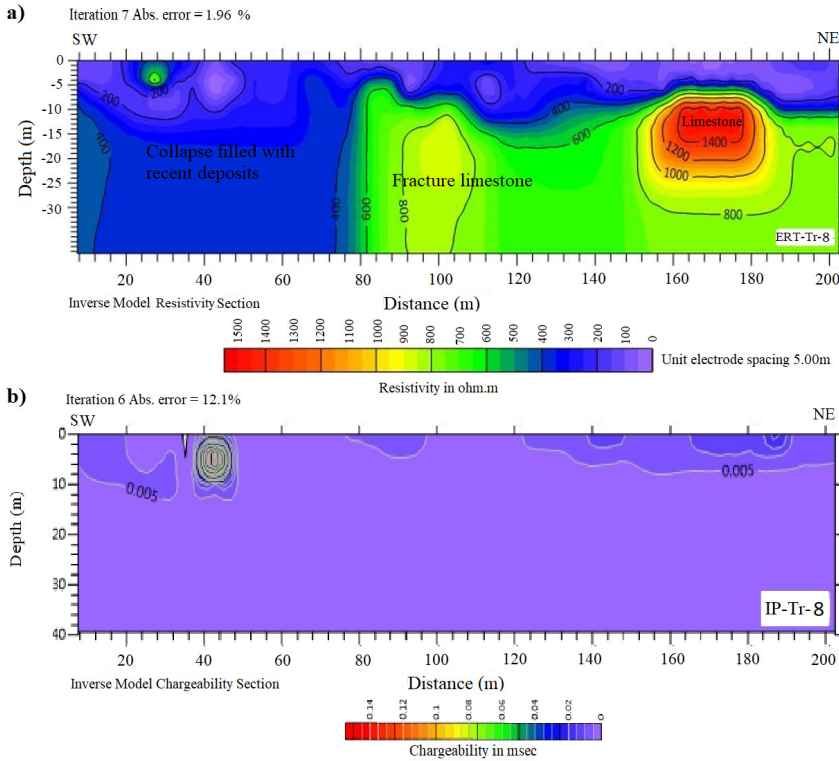 Iteration 7 Abs. error = 1.96 %
a)
SW
NE
0
-5
-10
-15
-20
-25
-30
Depth (m)
200
200
400
400
600
800
400
600
200
1200
1400
1000
800
Collapse filled with
recent deposits
Fracture limestone
Limestone
ERT-Tr-8
20 40 60 80 100 120 140 160 180 200
Inverse Model Resistivity Section
Distance (m)
1500 1400 1300 1200 1100 1000 900 800 700 600 500 400 300 200 100 0
Unit electrode spacing 5.00m
Resistivity in ohm.m
b)
Iteration 6 Abs. error = 12.1%
SW
NE
0
10
20
30
40
Depth (m)
0.005
0.005
IP-Tr-8
20 40 60 80 100 120 140 160 180 200
Inverse Model Chargeability Section
Distance (m)
0.14 0.12 0.1 0.08 0.06 0.04 0.02 0
Chargeability in msec